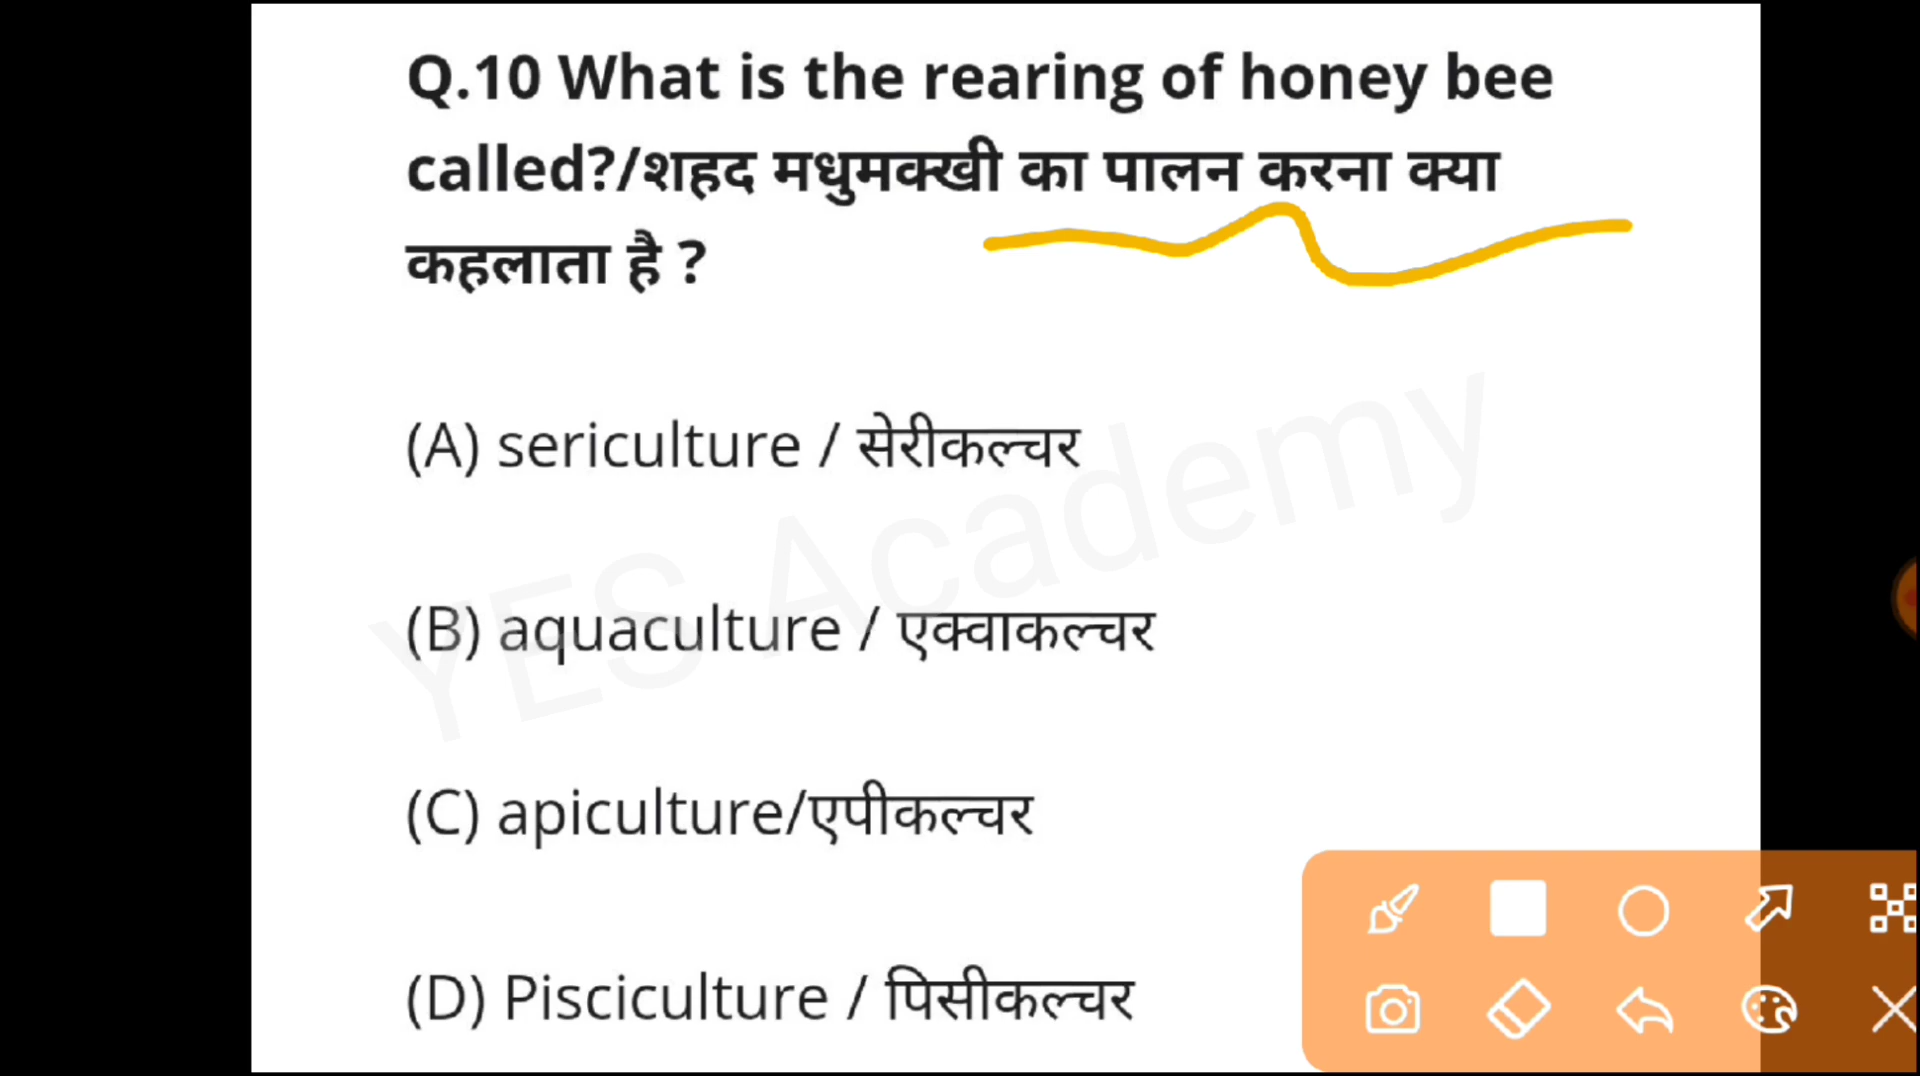 Q.10 What is the rearing of honey bee
called?/शहद मधुमक्खी का पालन करना क्या
कहलाता है ?
(A) sericulture / सेरीकल्चर
(B) aquaculture / एक्वाकल्चर
(C) apiculture/एपीकल्चर
(D) Pisciculture / पिसीकल्चर
YES Academy